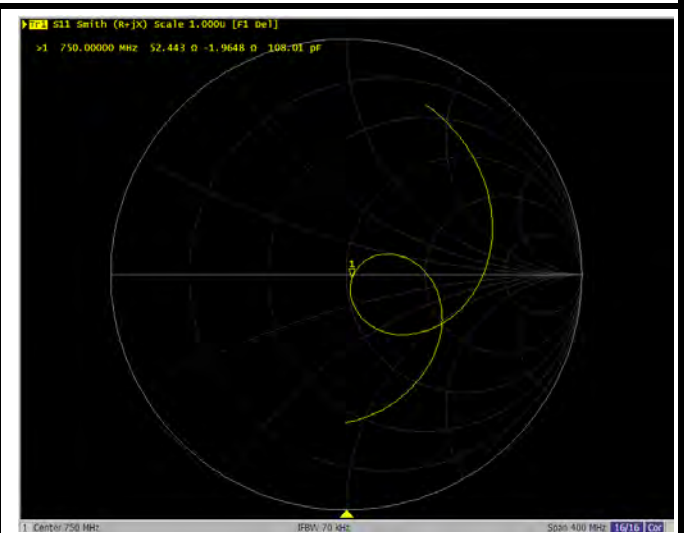 Tr1 S11 Smith (R+jX) Scale 1.000U [F1 Del]
>1 750.00000 MHz 52.443 Ω -1.9648 Ω 108.01 pF
1
1 Center 750 MHz IFBW 70 kHz Span 400 MHz 16/16 Cor